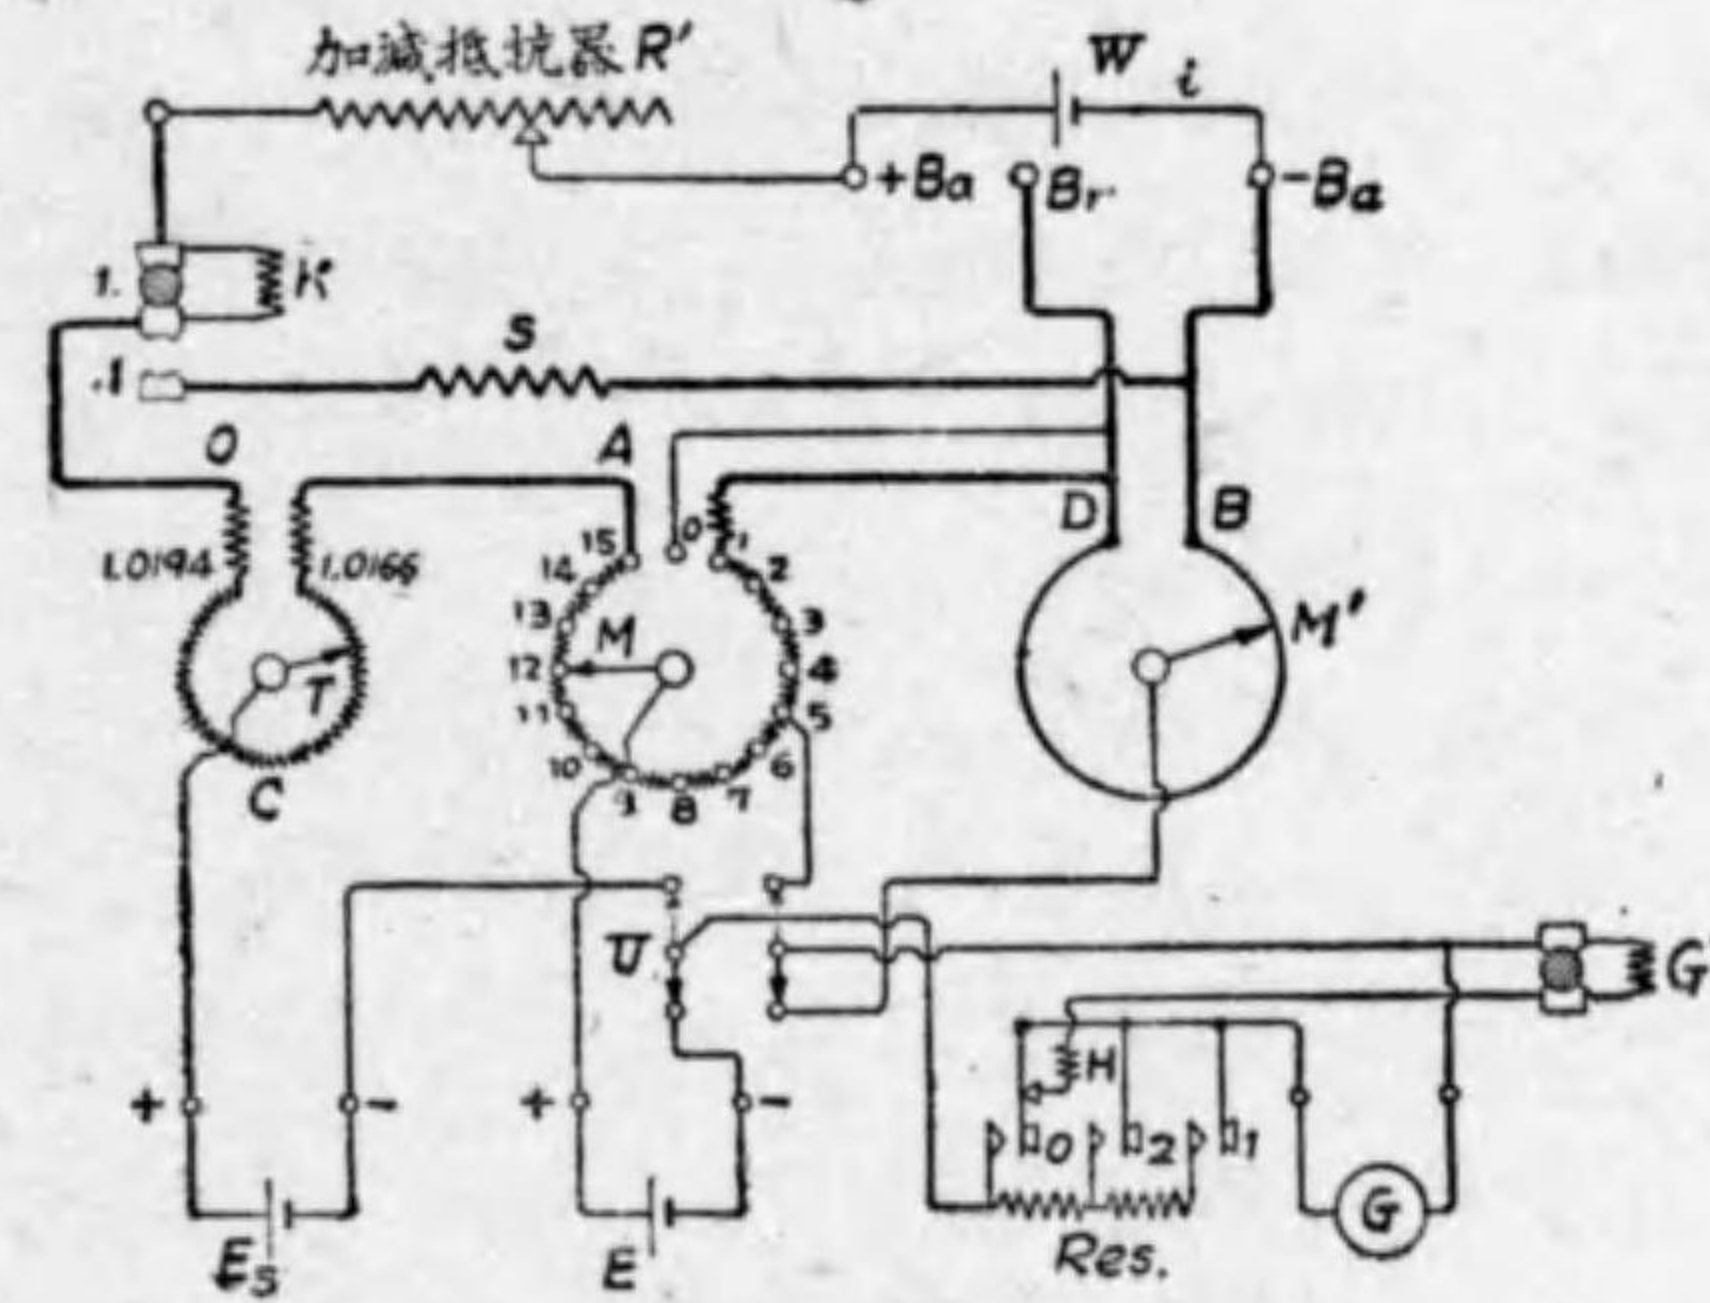 加減抵抗器 R′
W i
+Ba Br -Ba
1. K
S
.1
O A
D B
1.0194 1.0166
0 1 2 3 4 5 6 7 8 9 10 11 12 13 14 15
T M M′
C
U
G′
H
+ - + -
0 2 1
G
Es E Res.